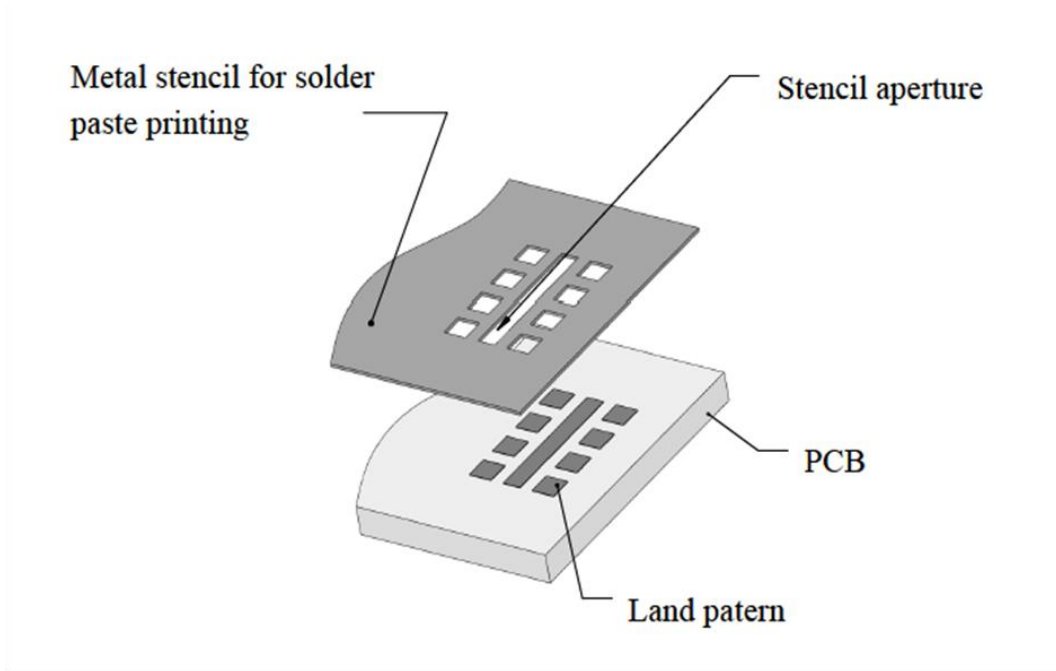 Metal stencil for solder
paste printing
Stencil aperture
PCB
Land patern